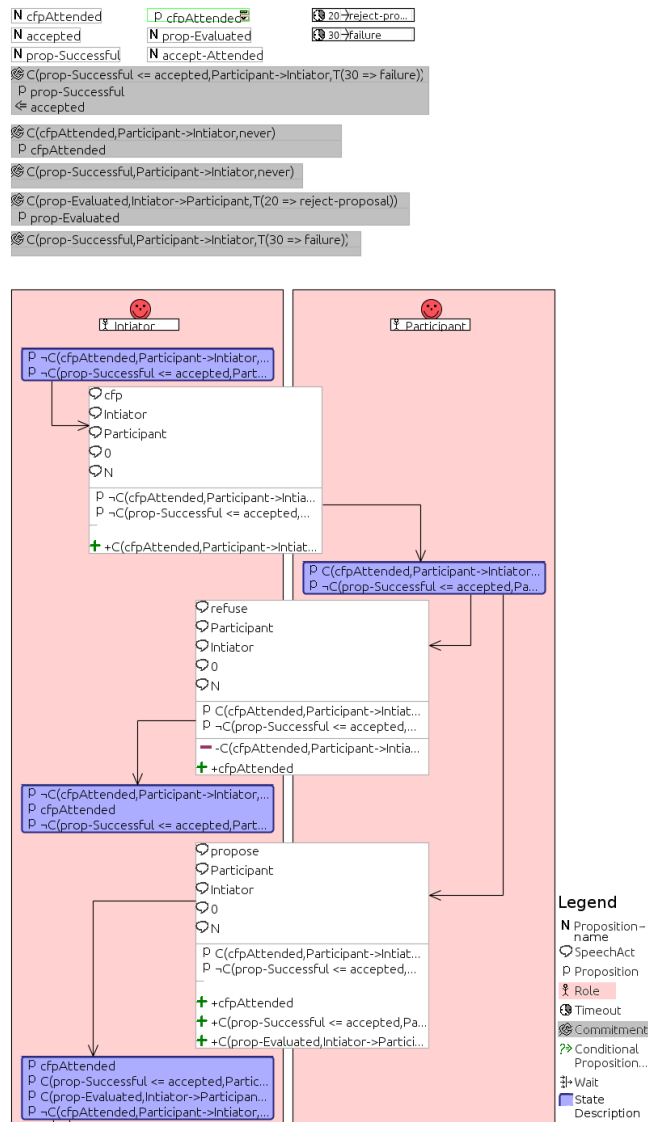 N cfpAttended
p cfpAttended
20 → reject-pro...
N accepted
N prop-Evaluated
30 → failure
N prop-Successful
N accept-Attended
C(prop-Successful <= accepted,Participant->Intiator,T(30 => failure))
p prop-Successful
<= accepted
C(cfpAttended,Participant->Intiator,never)
p cfpAttended
C(prop-Successful,Participant->Intiator,never)
C(prop-Evaluated,Intiator->Participant,T(20 => reject-proposal))
p prop-Evaluated
C(prop-Successful,Participant->Intiator,T(30 => failure))
Intiator
Participant
p ¬C(cfpAttended,Participant->Intiator,...
p ¬C(prop-Successful <= accepted,Part...
cfp
Intiator
Participant
0
N
p ¬C(cfpAttended,Participant->Intia...
p ¬C(prop-Successful <= accepted,...
+ +C(cfpAttended,Participant->Intiat...
p C(cfpAttended,Participant->Intiator...
p ¬C(prop-Successful <= accepted,Pa...
refuse
Participant
Intiator
0
N
p C(cfpAttended,Participant->Intiat...
p ¬C(prop-Successful <= accepted,...
- -C(cfpAttended,Participant->Intia...
+ +cfpAttended
p ¬C(cfpAttended,Participant->Intiator,...
p cfpAttended
p ¬C(prop-Successful <= accepted,Part...
propose
Participant
Intiator
0
N
p C(cfpAttended,Participant->Intiat...
p ¬C(prop-Successful <= accepted,...
+ +cfpAttended
+ +C(prop-Successful <= accepted,Pa...
+ +C(prop-Evaluated,Intiator->Partici...
p cfpAttended
p C(prop-Successful <= accepted,Partic...
p C(prop-Evaluated,Intiator->Participan...
p ¬C(cfpAttended,Participant->Intiator,...
Legend
N Proposition-
name
SpeechAct
p Proposition
Role
Timeout
Commitment
Conditional
Proposition...
Wait
State
Description